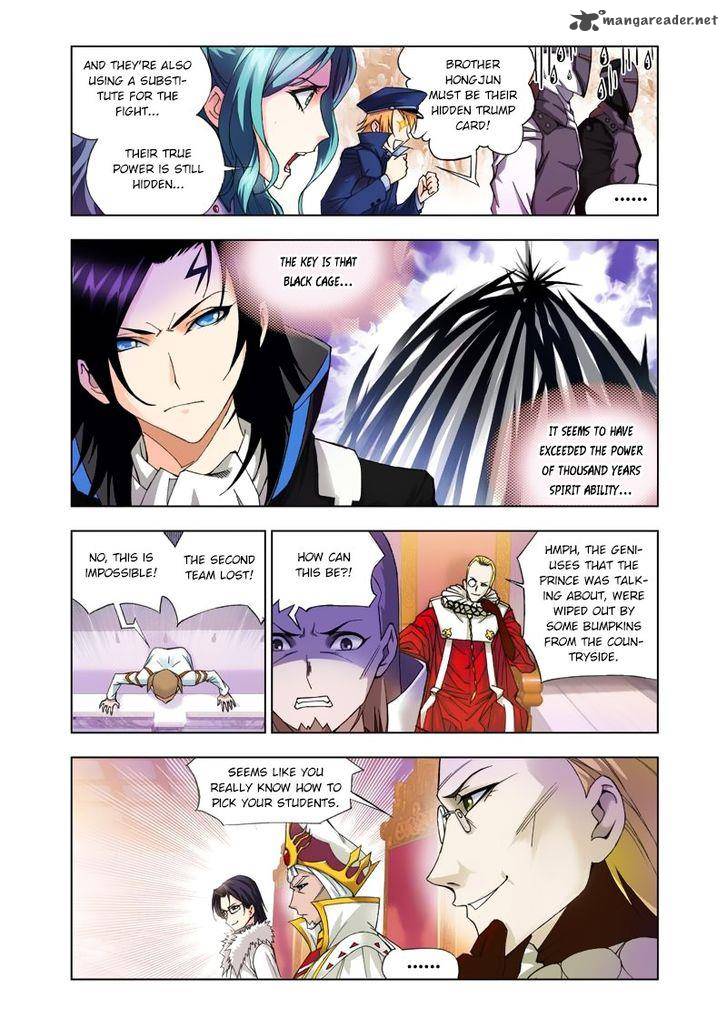 mangareader.net
AND THEY'RE ALSO
USING A SUBSTI-
TUTE FOR THE
FIGHT...
THEIR TRUE
POWER IS STILL
HIDDEN...
BROTHER
HONGJUN
MUST BE THEIR
HIDDEN TRUMP
CARD!
......
THE KEY IS THAT
BLACK CAGE...
IT SEEMS TO HAVE
EXCEEDED THE POWER
OF THOUSAND YEARS
SPIRIT ABILITY...
NO, THIS IS
IMPOSSIBLE!
THE SECOND
TEAM LOST!
HOW CAN
THIS BE?!
HMPH, THE GENI-
USES THAT THE
PRINCE WAS TALK-
ING ABOUT, WERE
WIPED OUT BY
SOME BUMPKINS
FROM THE COUN-
TRYSIDE.
SEEMS LIKE YOU
REALLY KNOW HOW TO
PICK YOUR STUDENTS.
......